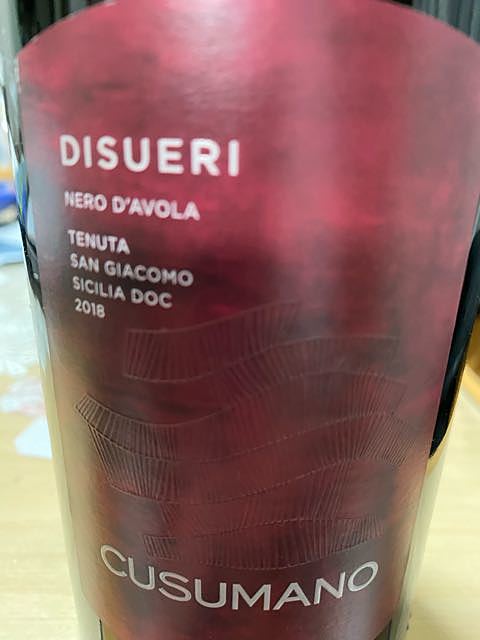 DISUERI
NERO D'AVOLA
TENUTA
SAN GIACOMO
SICILIA DOC
2018
CUSUMANO